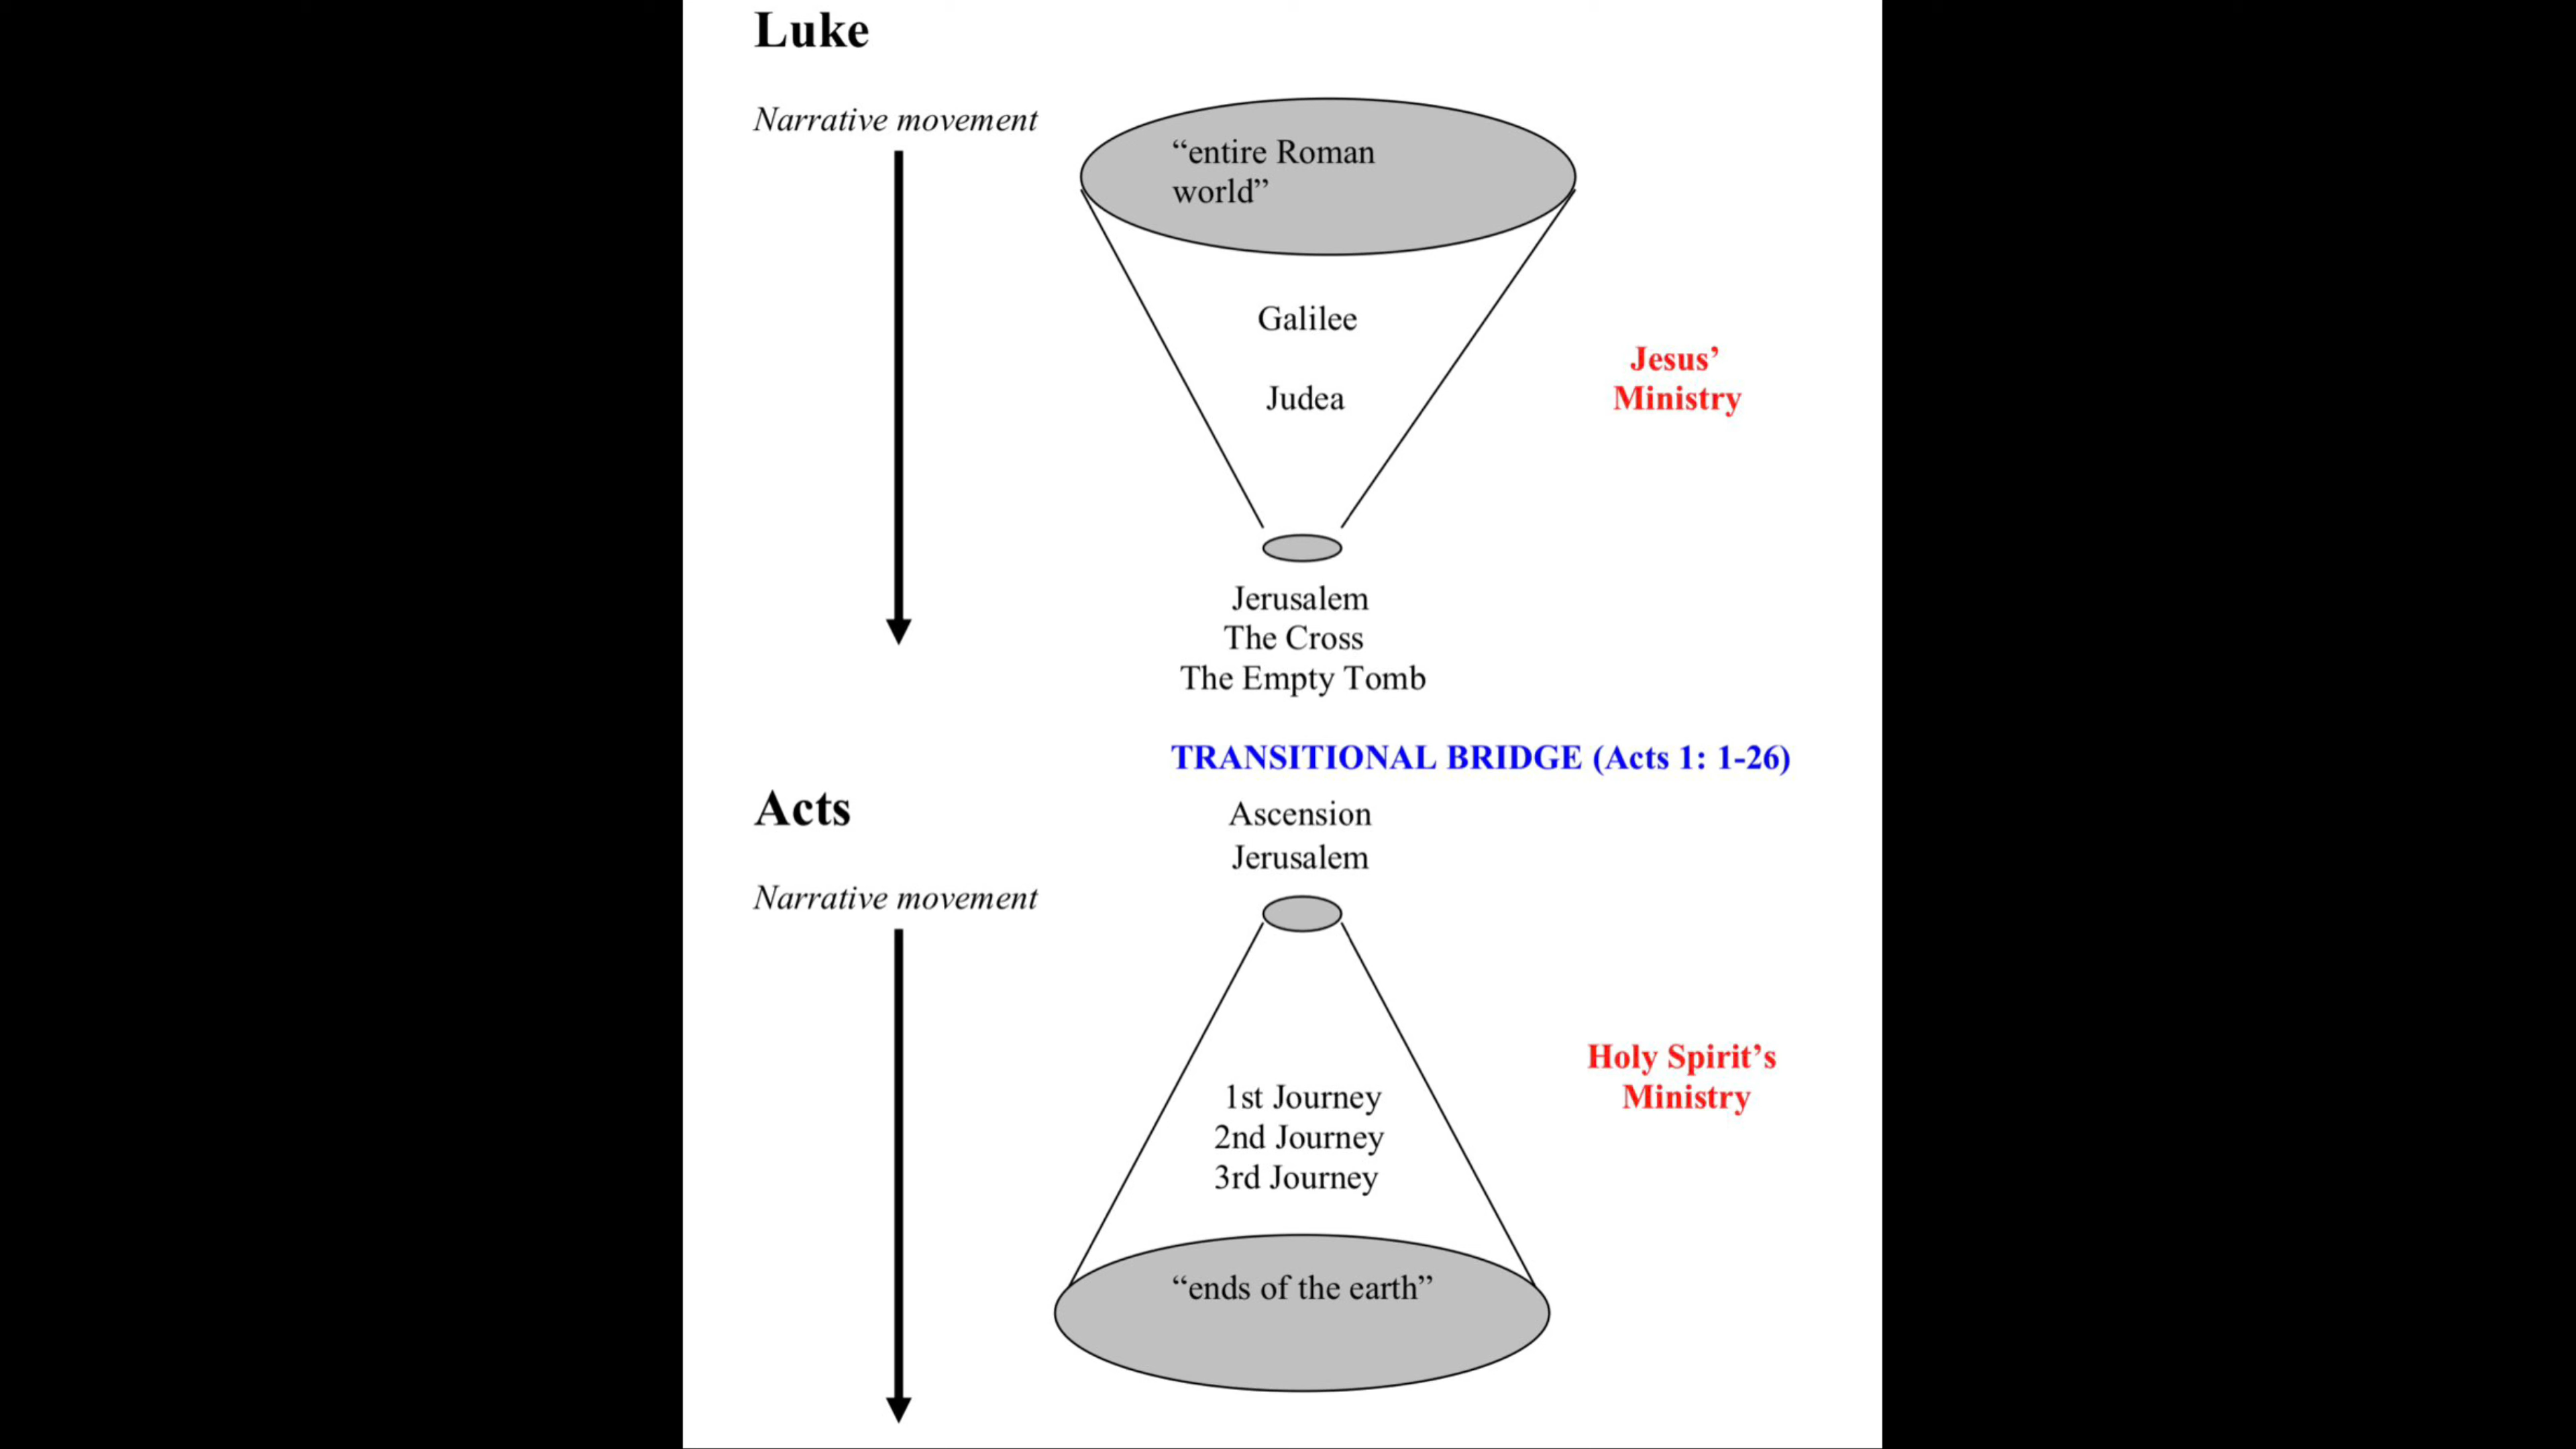 Luke
Narrative movement
“entire Roman
world”
Galilee
Judea
Jesus’
Ministry
Jerusalem
The Cross
The Empty Tomb
TRANSITIONAL BRIDGE (Acts 1: 1-26)
Acts
Ascension
Jerusalem
Narrative movement
Holy Spirit’s
Ministry
1st Journey
2nd Journey
3rd Journey
“ends of the earth”